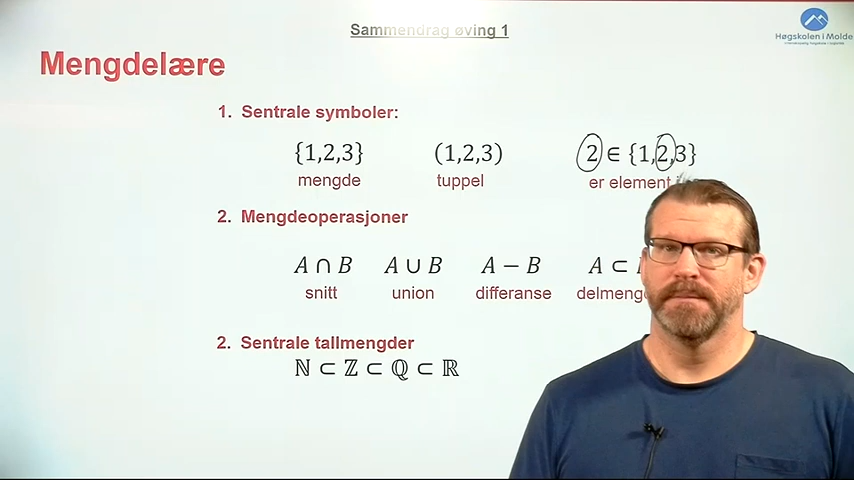 Sammendrag øving 1
Høgskolen i Molde
Mengdelære
1. Sentrale symboler:
{1,2,3} (1,2,3) 2 ∈ {1,2,3}
mengde tuppel er element i
2. Mengdeoperasjoner
A ∩ B A ∪ B A − B A ⊂
snitt union differanse delmengde
2. Sentrale tallmengder
ℕ ⊂ ℤ ⊂ ℚ ⊂ ℝ